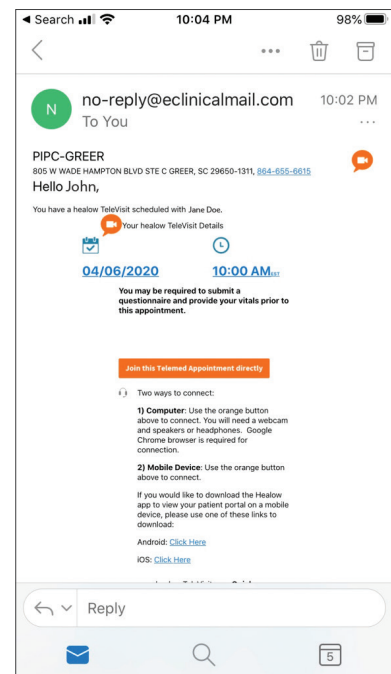 Search
10:04 PM
98%
N
no-reply@eclinicalmail.com
10:02 PM
To You
PIPC-GREER
805 W WADE HAMPTON BLVD STE C GREER, SC 29650-1311, 864-655-6615
Hello John,
You have a healow TeleVisit scheduled with Jane Doe.
Your healow TeleVisit Details
04/06/2020
10:00 AM EST
You may be required to submit a
questionnaire and provide your vitals prior to
this appointment.
Join this Telemed Appointment directly
Two ways to connect:
1) Computer: Use the orange button
above to connect. You will need a webcam
and speakers or headphones. Google
Chrome browser is required for
connection.
2) Mobile Device: Use the orange button
above to connect.
If you would like to download the Healow
app to view your patient portal on a mobile
device, please use one of these links to
download:
Android: Click Here
iOS: Click Here
Reply
5